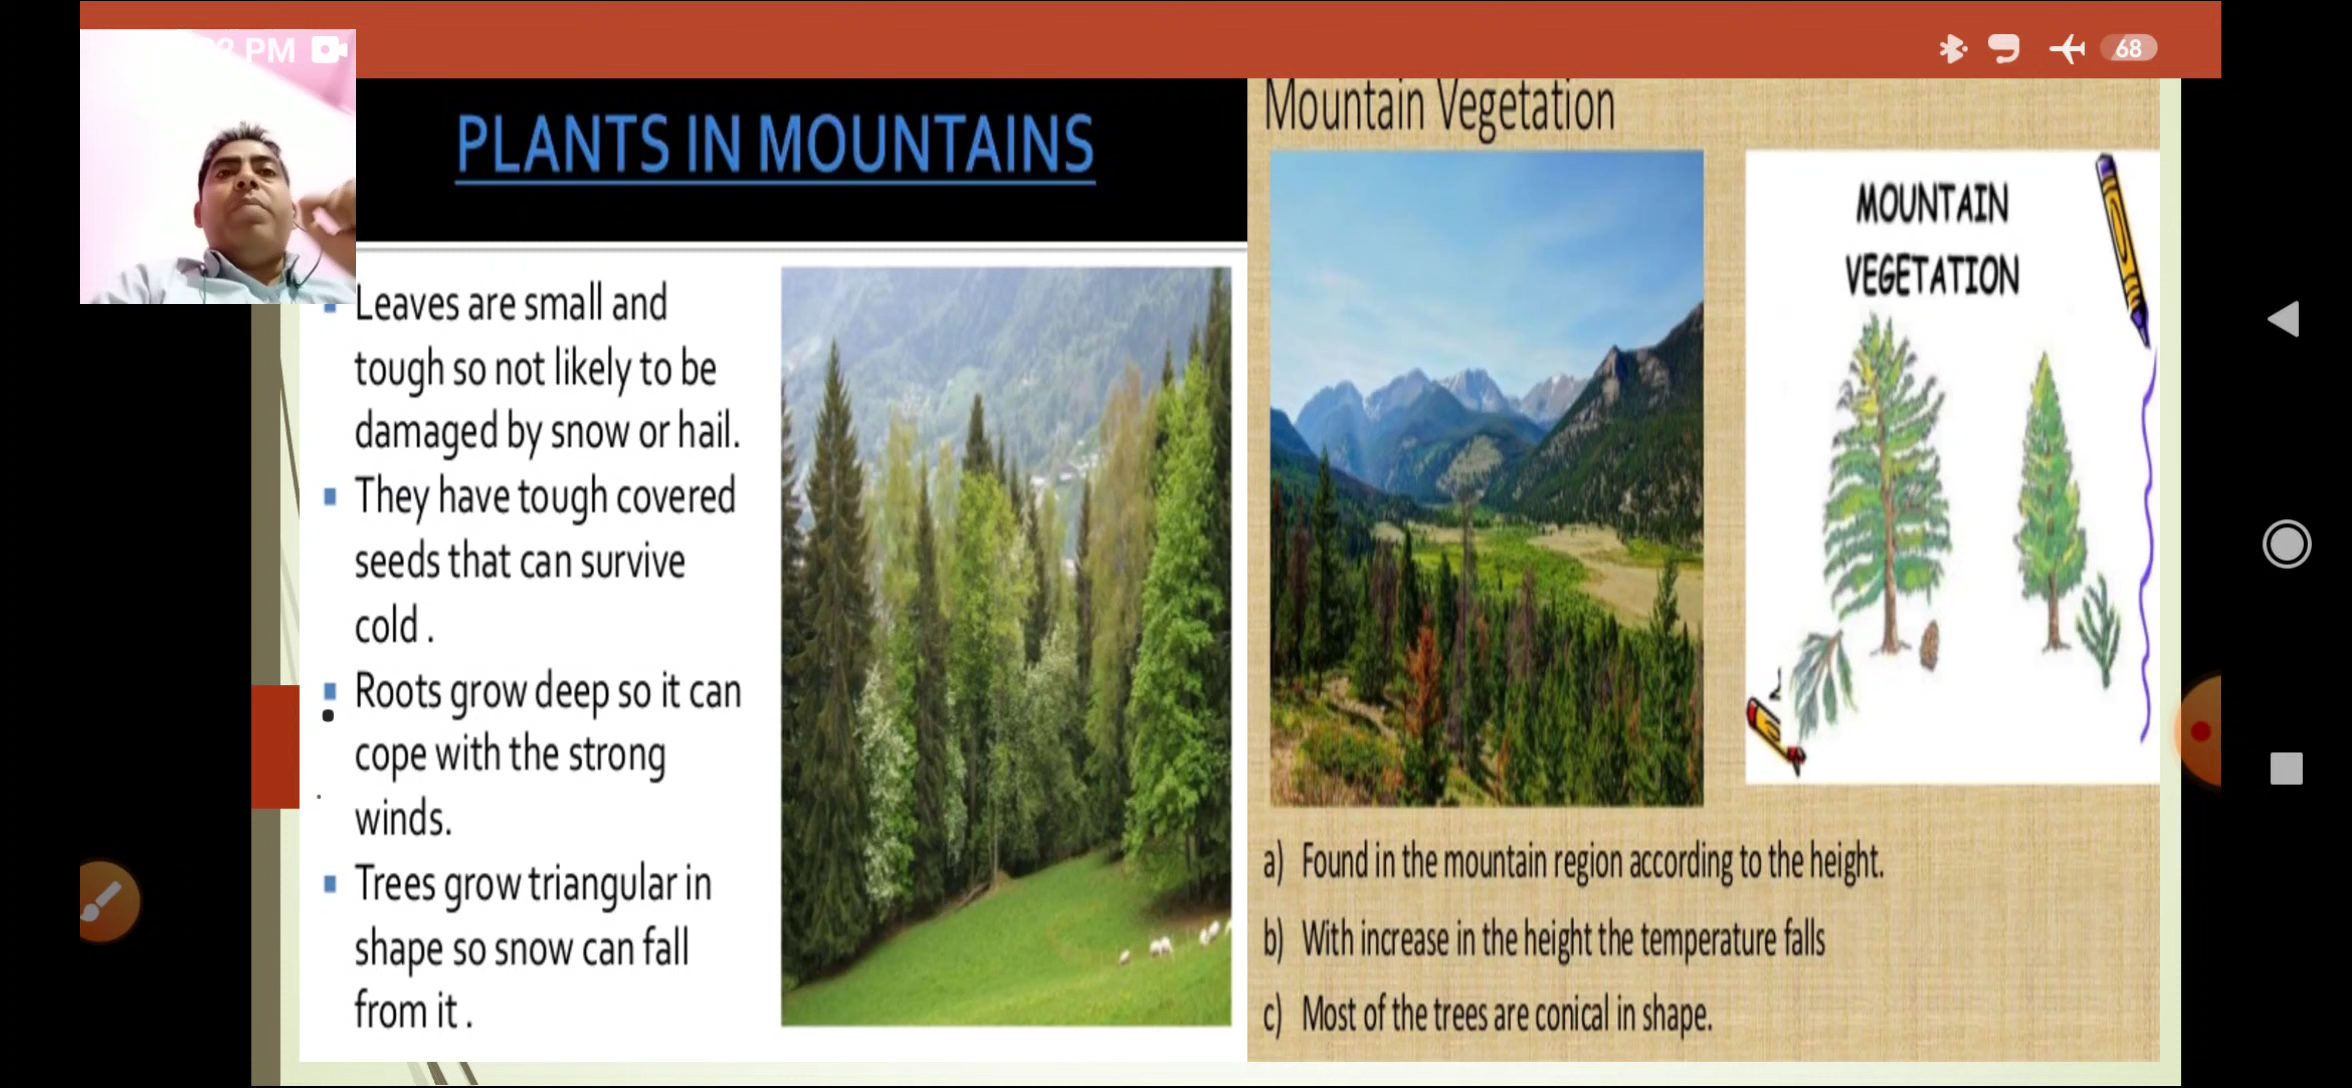 PM
68
PLANTS IN MOUNTAINS
Leaves are small and
tough so not likely to be
damaged by snow or hail.
They have tough covered
seeds that can survive
cold .
Roots grow deep so it can
cope with the strong
winds.
Trees grow triangular in
shape so snow can fall
from it .
Mountain Vegetation
MOUNTAIN
VEGETATION
a) Found in the mountain region according to the height.
b) With increase in the height the temperature falls
c) Most of the trees are conical in shape.